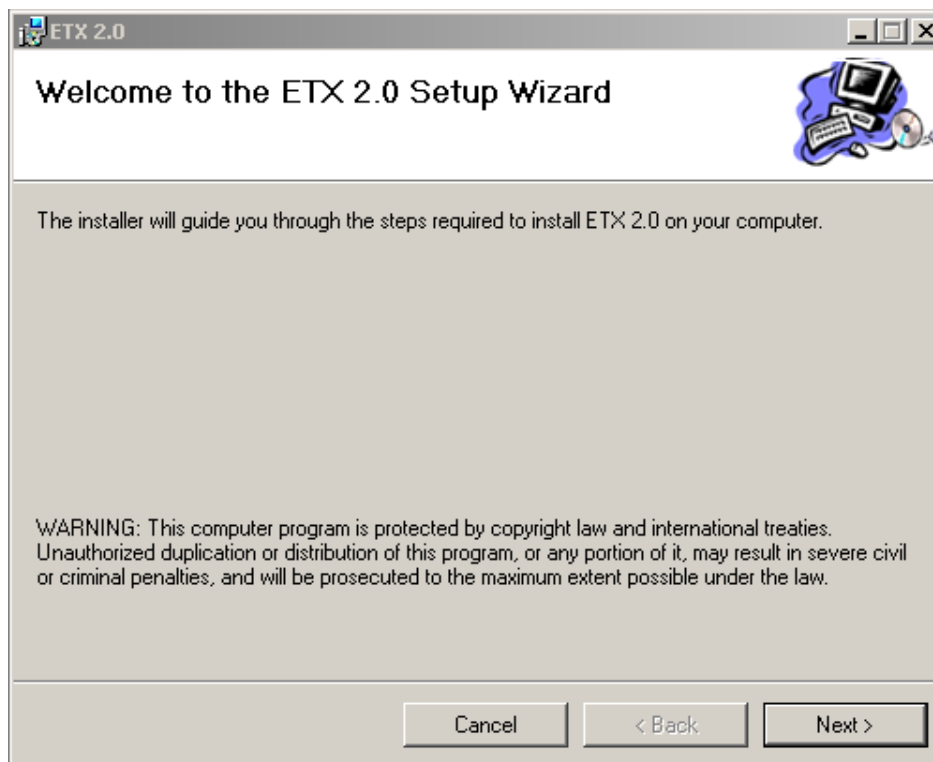 ETX 2.0
Welcome to the ETX 2.0 Setup Wizard
The installer will guide you through the steps required to install ETX 2.0 on your computer.
WARNING: This computer program is protected by copyright law and international treaties.
Unauthorized duplication or distribution of this program, or any portion of it, may result in severe civil
or criminal penalties, and will be prosecuted to the maximum extent possible under the law.
Cancel
< Back
Next >